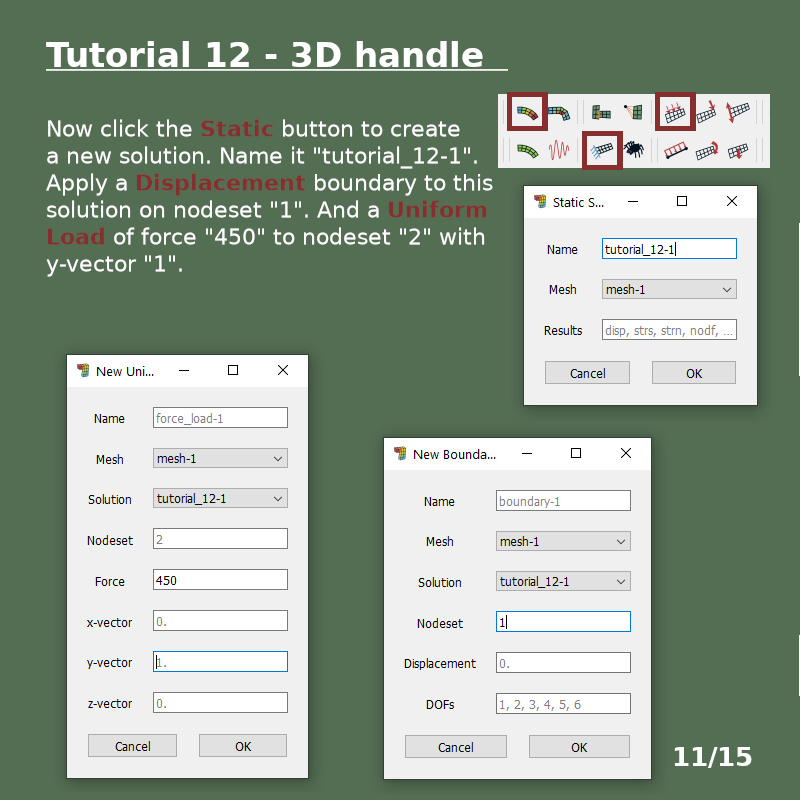 Tutorial 12 - 3D handle
Now click the Static button to create
a new solution. Name it "tutorial_12-1".
Apply a Displacement boundary to this
solution on nodeset "1". And a Uniform
Load of force "450" to nodeset "2" with
y-vector "1".
Static S...
Name
tutorial_12-1
Mesh
mesh-1
Results
disp, strs, strn, nodf, ...
Cancel
OK
New Uni...
Name
force_load-1
Mesh
mesh-1
Solution
tutorial_12-1
Nodeset
2
Force
450
x-vector
0.
y-vector
1.
z-vector
0.
Cancel
OK
New Bounda...
Name
boundary-1
Mesh
mesh-1
Solution
tutorial_12-1
Nodeset
1
Displacement
0.
DOFs
1, 2, 3, 4, 5, 6
Cancel
OK
11/15